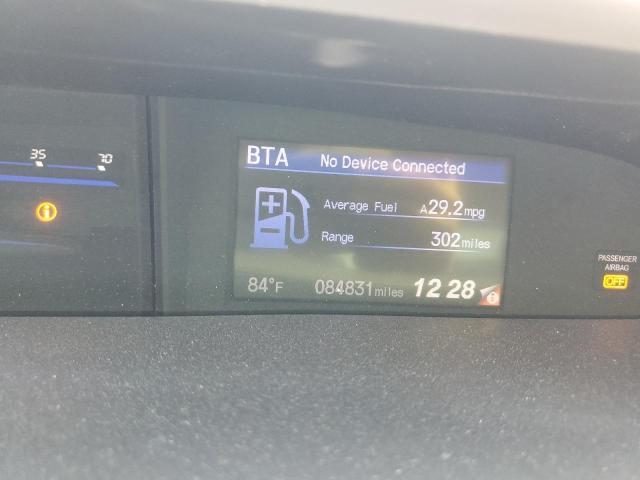 35 70
BTA No Device Connected
Average Fuel A29.2mpg
Range 302miles
84°F 084831miles 12 28
PASSENGER
AIRBAG
OFF